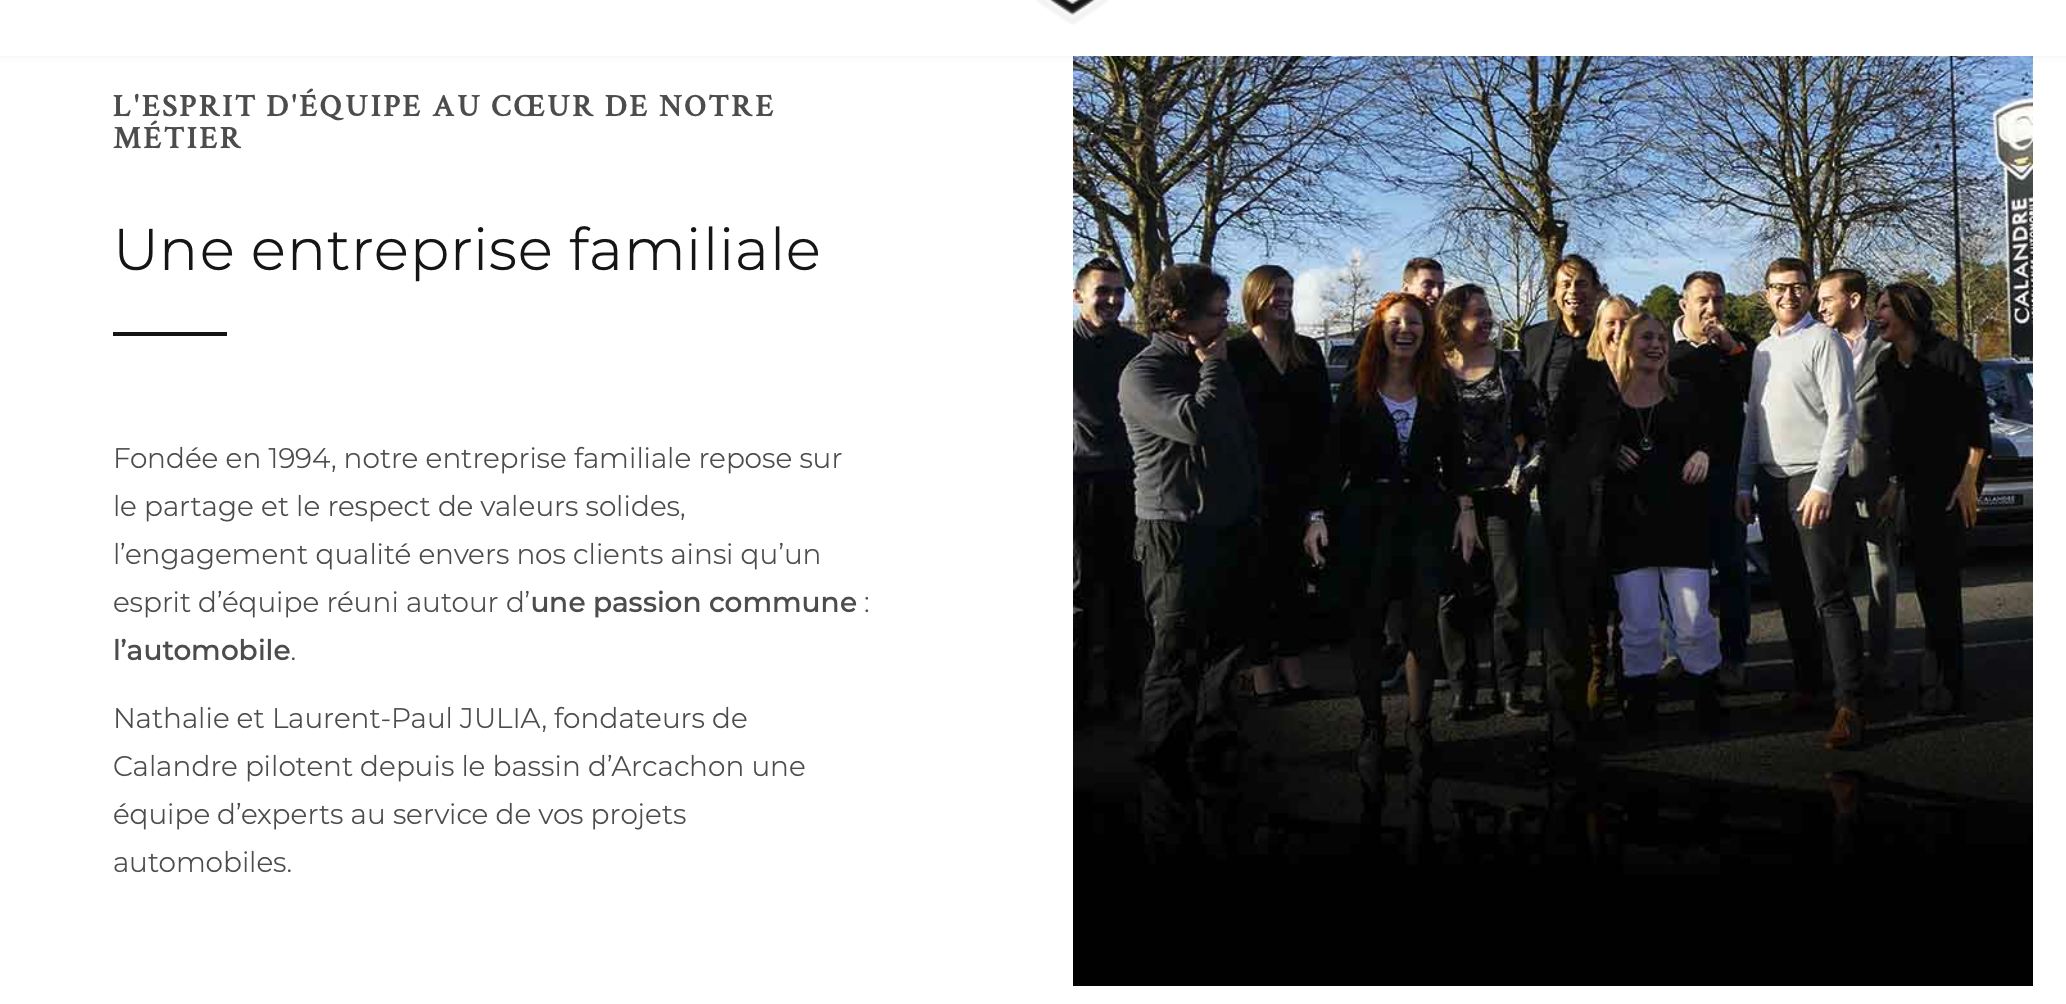 L'ESPRIT D'ÉQUIPE AU CŒUR DE NOTRE
MÉTIER
Une entreprise familiale
Fondée en 1994, notre entreprise familiale repose sur
le partage et le respect de valeurs solides,
l’engagement qualité envers nos clients ainsi qu’un
esprit d’équipe réuni autour d’une passion commune :
l’automobile.
Nathalie et Laurent-Paul JULIA, fondateurs de
Calandre pilotent depuis le bassin d’Arcachon une
équipe d’experts au service de vos projets
automobiles.
CALANDRE
CALANDRE